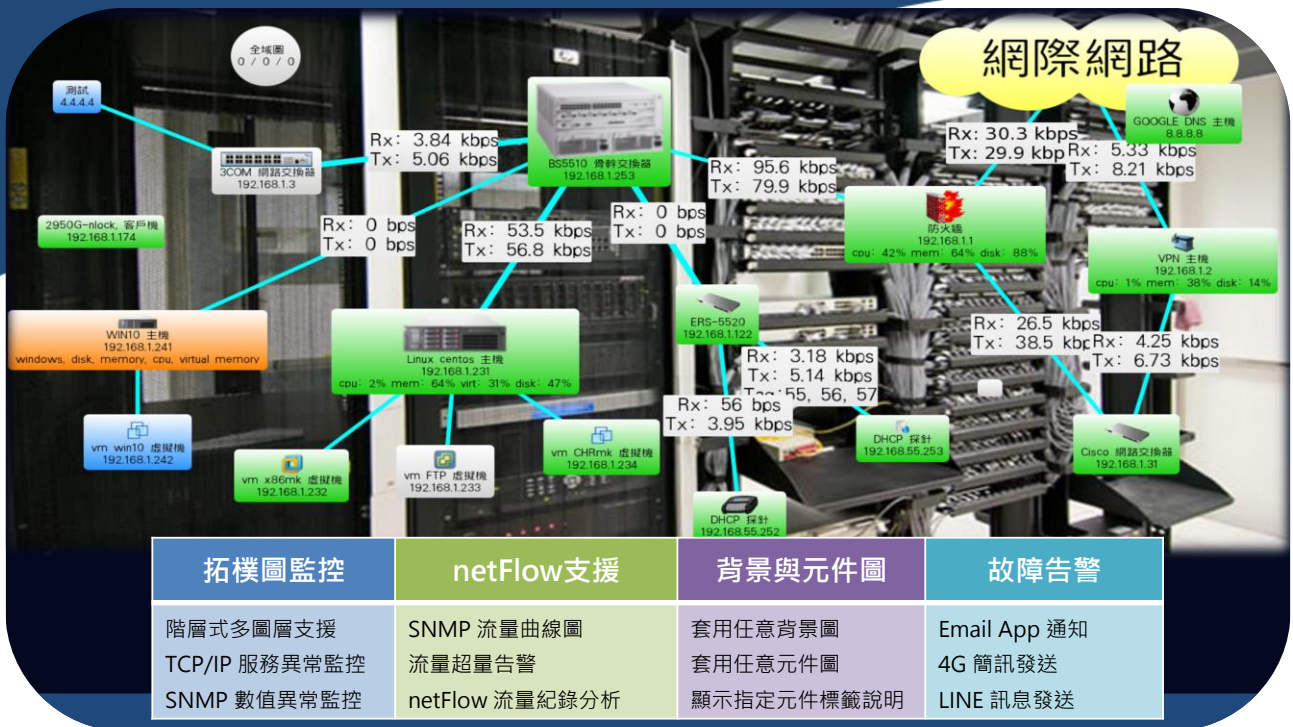 全域圖
0 / 0 / 0
網際網路
測試
4.4.4.4
GOOGLE DNS 主機
8.8.8.8
Rx: 3.84 kbps
Tx: 5.06 kbps
3COM 網路交換器
192.168.1.3
BS5510 骨幹交換器
192.168.1.253
Rx: 95.6 kbps
Tx: 79.9 kbps
Rx: 30.3 kbps
Tx: 29.9 kbp
Rx: 5.33 kbps
Tx: 8.21 kbps
2950G-nlock, 客戶機
192.168.1.174
Rx: 0 bps
Tx: 0 bps
Rx: 53.5 kbps
Tx: 56.8 kbps
Rx: 0 bps
Tx: 0 bps
防火牆
192.168.1.1
cpu: 42% mem: 64% disk: 88%
VPN 主機
192.168.1.2
cpu: 1% mem: 38% disk: 14%
WIN10 主機
192.168.1.241
windows, disk, memory, cpu, virtual memory
Linux centos 主機
192.168.1.231
cpu: 2% mem: 64% virt: 31% disk: 47%
ERS-5520
192.168.1.122
Rx: 26.5 kbps
Tx: 38.5 kbp
Rx: 4.25 kbps
Tx: 6.73 kbps
Rx: 3.18 kbps
Tx: 5.14 kbps
55, 56, 57
Rx: 56 bps
Tx: 3.95 kbps
vm win10 虛擬機
192.168.1.242
vm x86mk 虛擬機
192.168.1.232
vm FTP 虛擬機
192.168.1.233
vm CHRmk 虛擬機
192.168.1.234
DHCP 探針
192.168.55.253
Cisco 網路交換器
192.168.1.31
DHCP 探針
192.168.55.252
拓樸圖監控
netFlow支援
背景與元件圖
故障告警
階層式多圖層支援
SNMP 流量曲線圖
套用任意背景圖
Email App 通知
TCP/IP 服務異常監控
流量超量告警
套用任意元件圖
4G 簡訊發送
SNMP 數值異常監控
netFlow 流量紀錄分析
顯示指定元件標籤說明
LINE 訊息發送